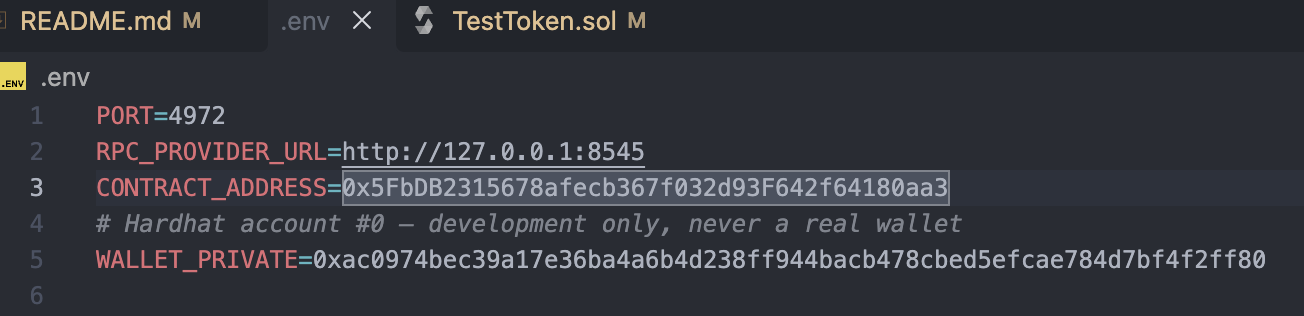 README.md M .env TestToken.sol M
.ENV .env
1 PORT=4972
2 RPC_PROVIDER_URL=http://127.0.0.1:8545
3 CONTRACT_ADDRESS=0x5FbDB2315678afecb367f032d93F642f64180aa3
4 # Hardhat account #0 — development only, never a real wallet
5 WALLET_PRIVATE=0xac0974bec39a17e36ba4a6b4d238ff944bacb478cbed5efcae784d7bf4f2ff80
6